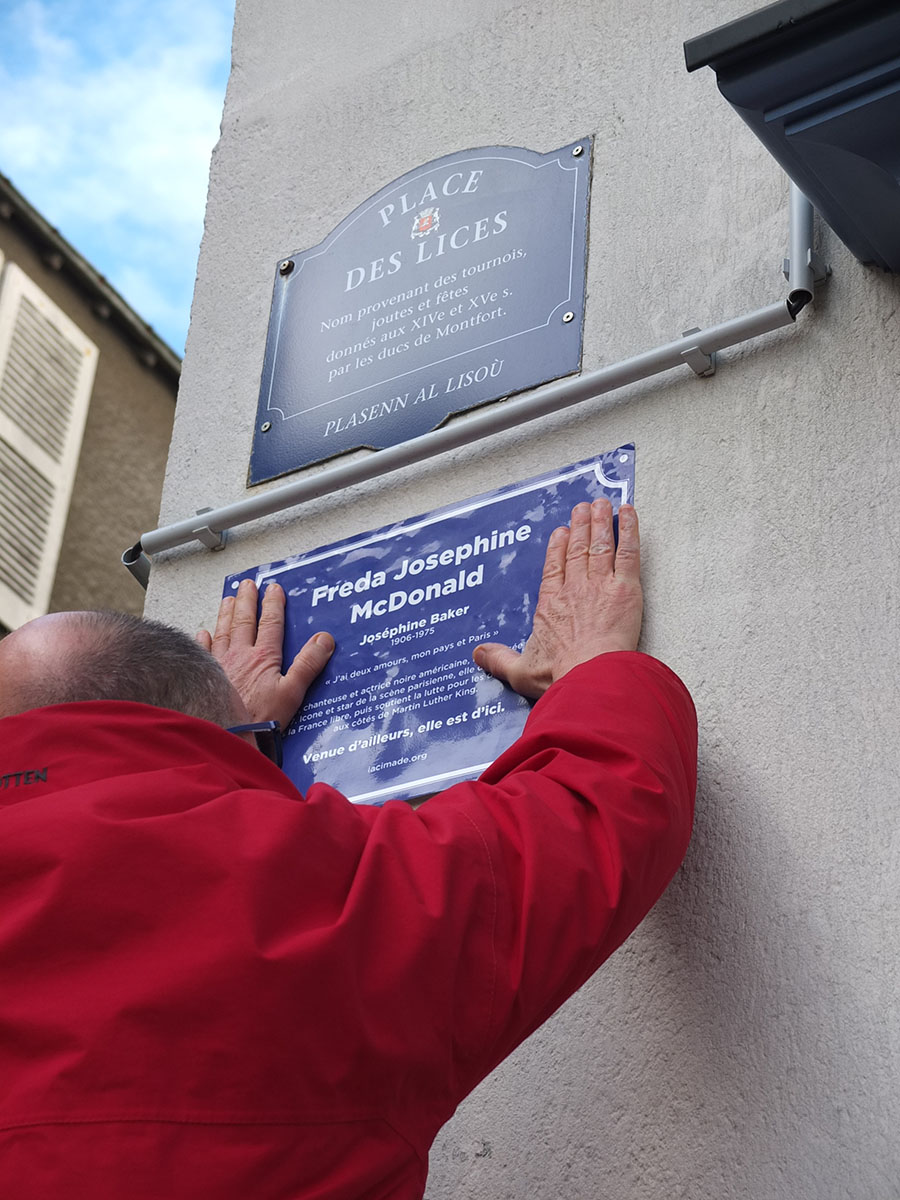 PLACE
DES LICES
Nom provenant des tournois,
joutes et fêtes
donnés aux XIVe et XVe s.
par les ducs de Montfort.
PLASENN AL LISOÙ
Freda Josephine
McDonald
Joséphine Baker
1906-1975
« J'ai deux amours, mon pays et Paris »
chanteuse et actrice noire américaine,
icone et star de la scène parisienne, elle
la France libre, puis soutient la lutte pour les
aux côtés de Martin Luther King.
Venue d'ailleurs, elle est d'ici.
lacimade.org
OTTEN